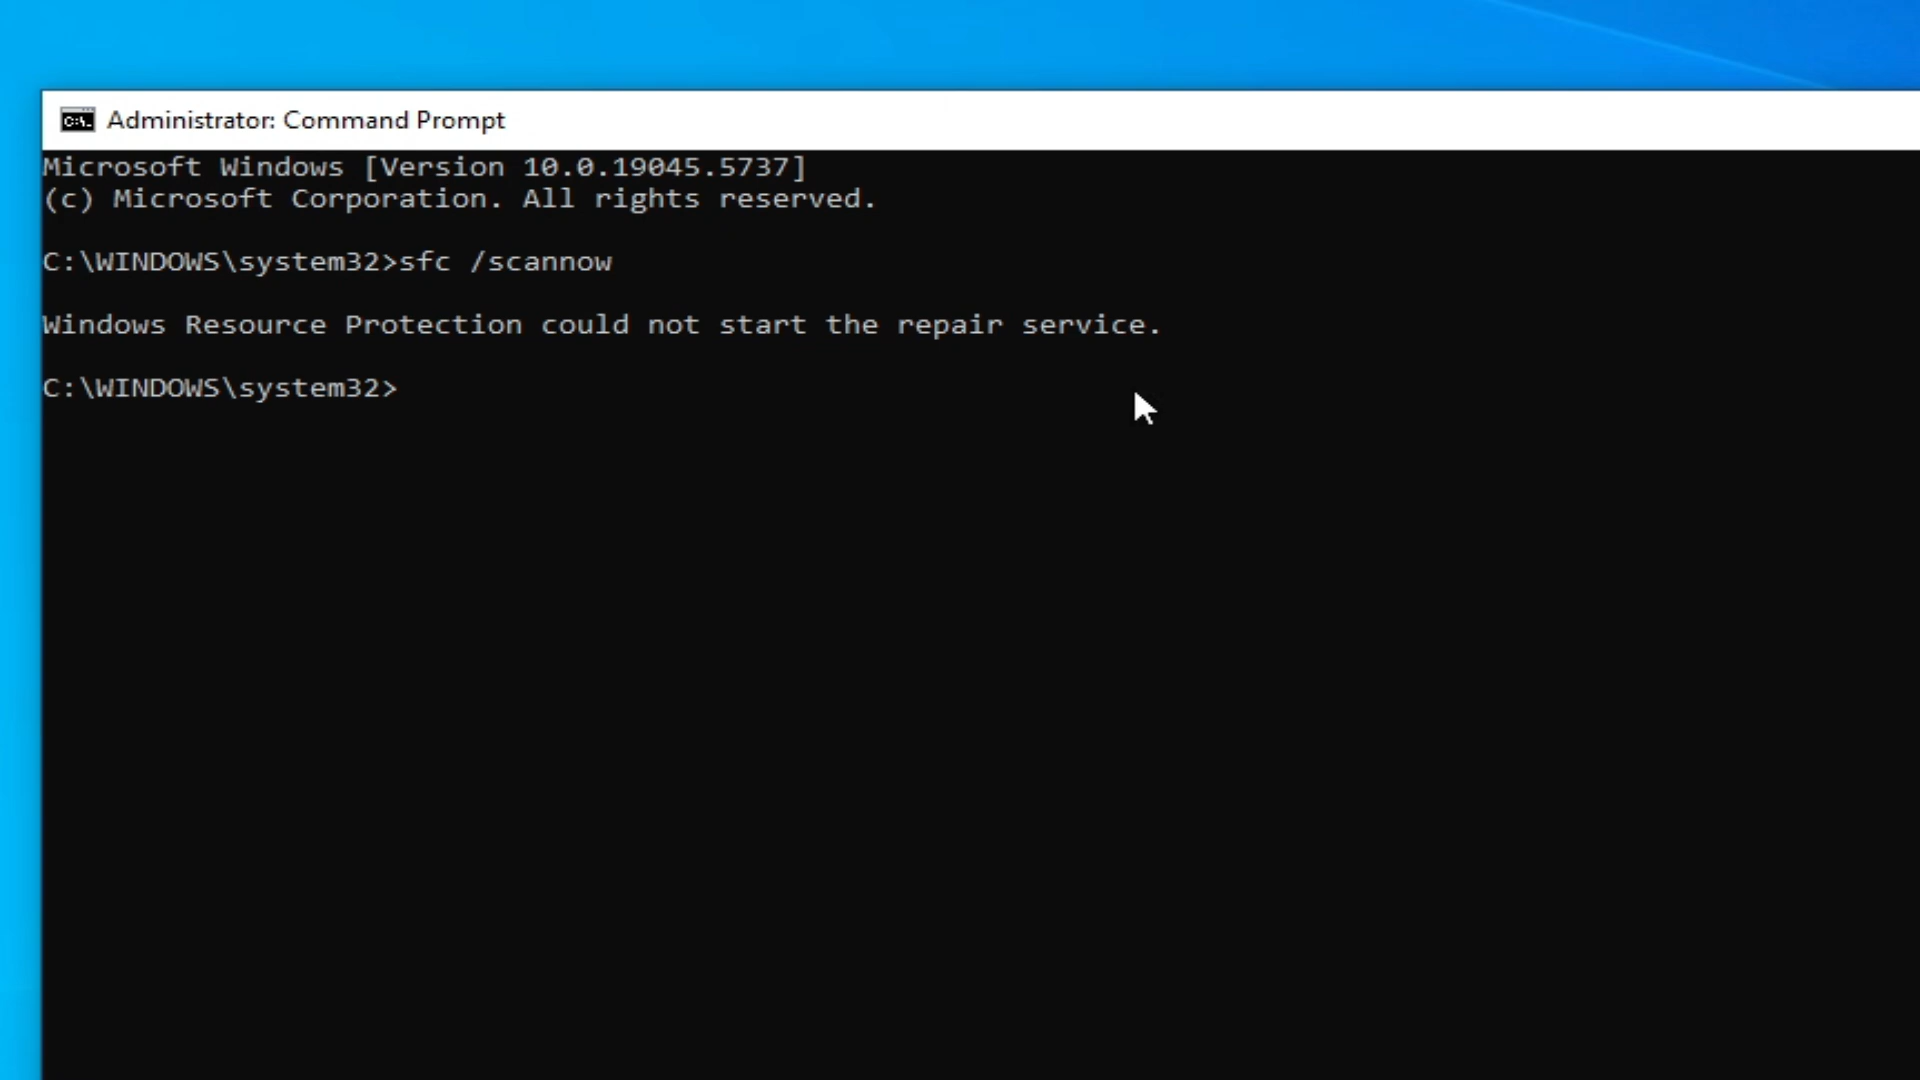 Administrator: Command Prompt
Microsoft Windows [Version 10.0.19045.5737]
(c) Microsoft Corporation. All rights reserved.
C:\WINDOWS\system32>sfc /scannow
Windows Resource Protection could not start the repair service.
C:\WINDOWS\system32>